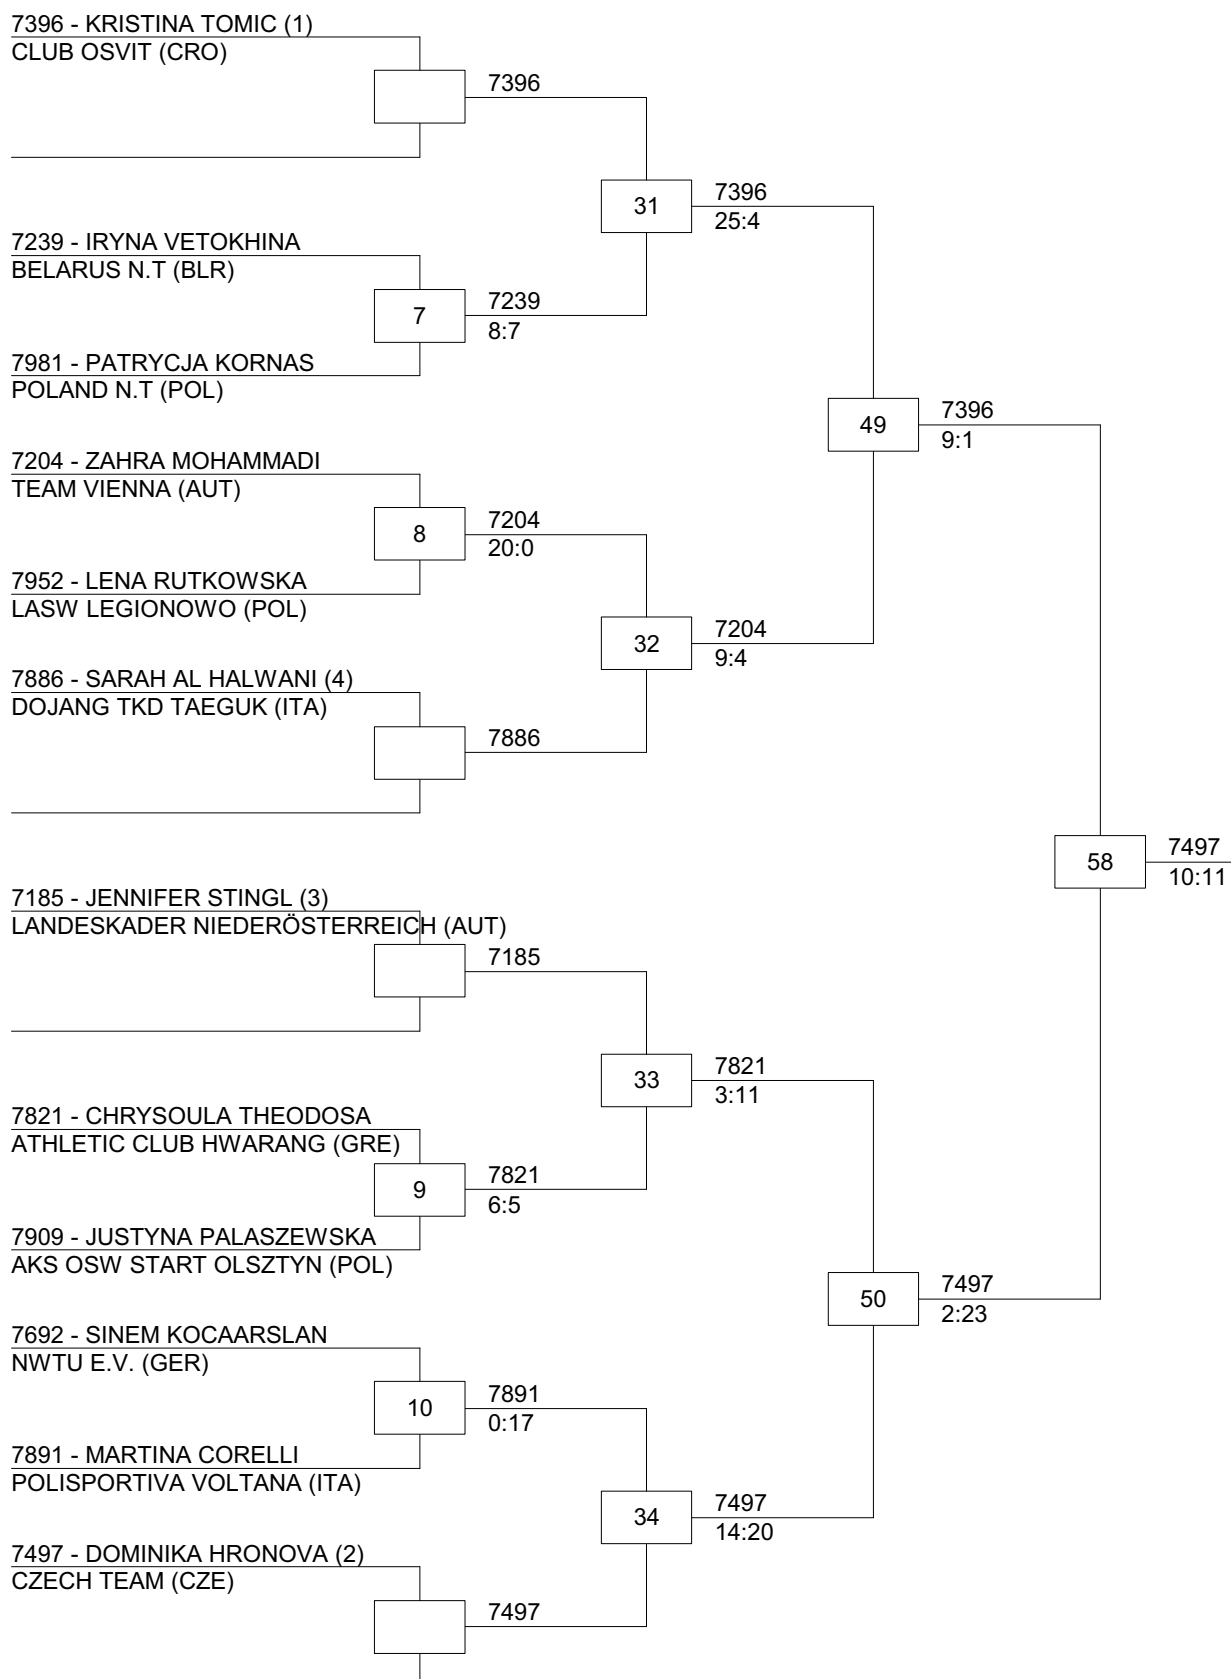 7396 - KRISTINA TOMIC (1)
CLUB OSVIT (CRO)
7396
31
7396
25:4
7239 - IRYNA VETOKHINA
BELARUS N.T (BLR)
7
7239
8:7
7981 - PATRYCJA KORNAS
POLAND N.T (POL)
49
7396
9:1
7204 - ZAHRA MOHAMMADI
TEAM VIENNA (AUT)
8
7204
20:0
7952 - LENA RUTKOWSKA
LASW LEGIONOWO (POL)
32
7204
9:4
7886 - SARAH AL HALWANI (4)
DOJANG TKD TAEGUK (ITA)
7886
58
7497
10:11
7185 - JENNIFER STINGL (3)
LANDESKADER NIEDERÖSTERREICH (AUT)
7185
33
7821
3:11
7821 - CHRYSOULA THEODOSA
ATHLETIC CLUB HWARANG (GRE)
9
7821
6:5
7909 - JUSTYNA PALASZEWSKA
AKS OSW START OLSZTYN (POL)
50
7497
2:23
7692 - SINEM KOCAARSLAN
NWTU E.V. (GER)
10
7891
0:17
7891 - MARTINA CORELLI
POLISPORTIVA VOLTANA (ITA)
34
7497
14:20
7497 - DOMINIKA HRONOVA (2)
CZECH TEAM (CZE)
7497